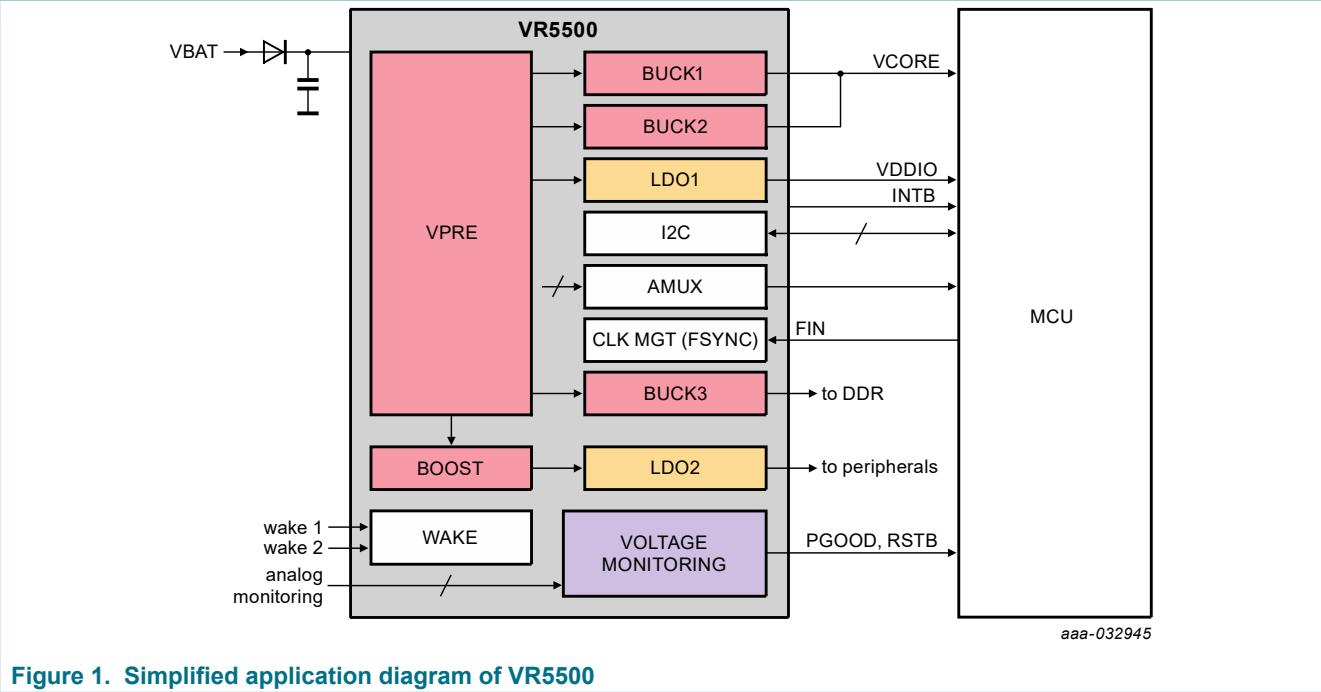 VR5500
VBAT
BUCK1
VCORE
BUCK2
LDO1
VDDIO
INTB
VPRE
I2C
AMUX
MCU
CLK MGT (FSYNC)
FIN
BUCK3
to DDR
BOOST
LDO2
to peripherals
wake 1
wake 2
WAKE
VOLTAGE
MONITORING
PGOOD, RSTB
analog
monitoring
aaa-032945
Figure 1. Simplified application diagram of VR5500